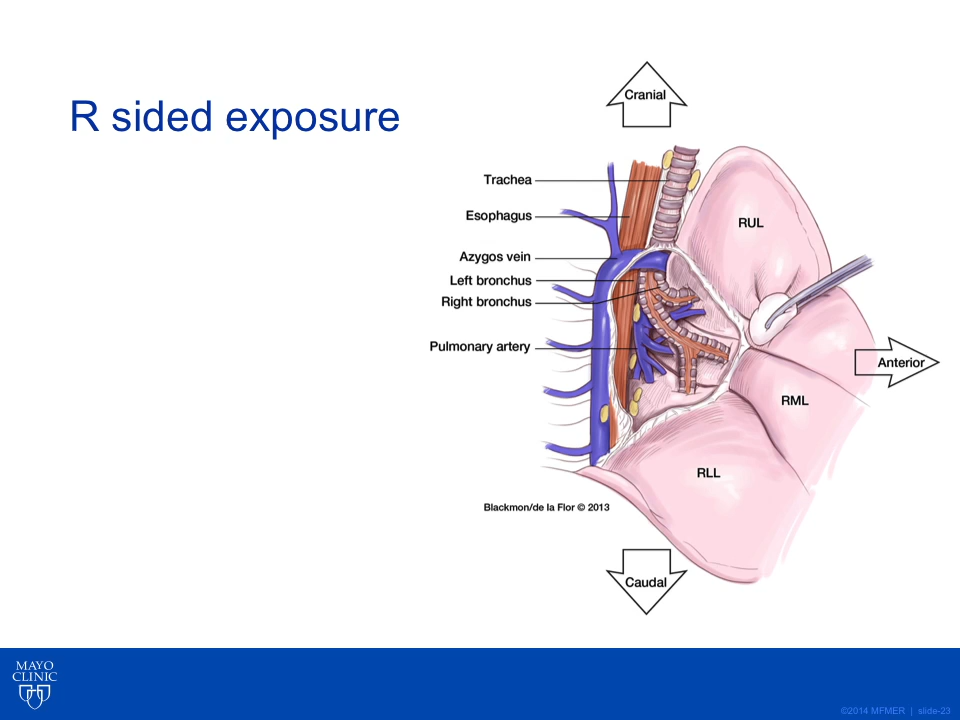 R sided exposure
Cranial
Trachea
Esophagus
Azygos vein
Left bronchus
Right bronchus
Pulmonary artery
RUL
Anterior
RML
RLL
Blackmon/de la Flor © 2013
Caudal
MAYO
CLINIC
©2014 MFMER | slide-23